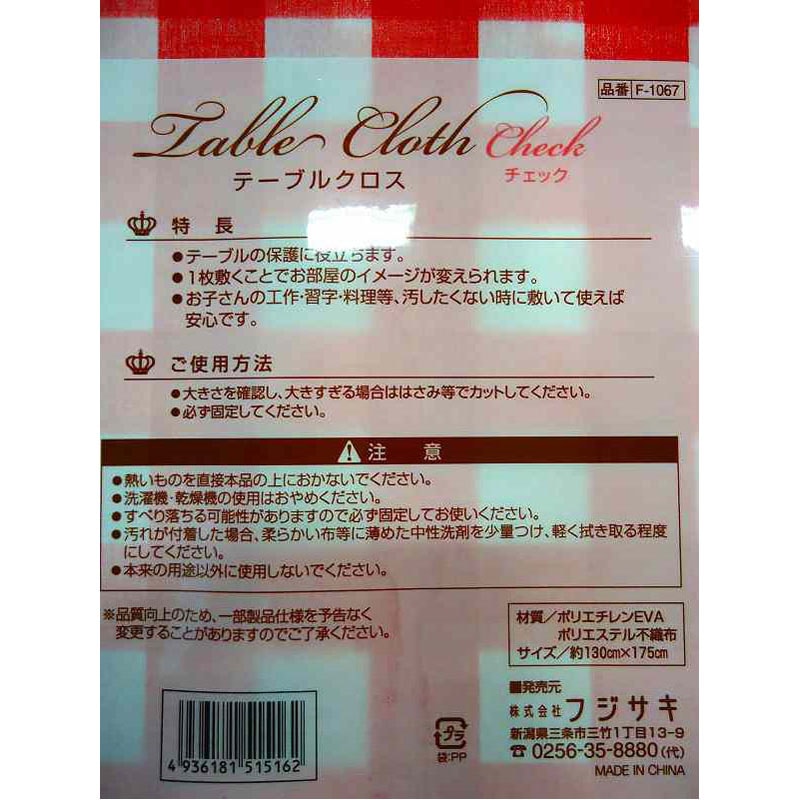 品番 F-1067
Table Cloth Check
テーブルクロス チェック
特 長
●テーブルの保護に役立ちます。
●1枚敷くことでお部屋のイメージが変えられます。
●お子さんの工作・習字・料理等、汚したくない時に敷いて使えば
安心です。
ご使用方法
●大きさを確認し、大きすぎる場合ははさみ等でカットしてください。
●必ず固定してください。
注 意
●熱いものを直接本品の上におかないでください。
●洗濯機・乾燥機の使用はおやめください。
●すべり落ちる可能性がありますので必ず固定してお使いください。
●汚れが付着した場合、柔らかい布等に薄めた中性洗剤を少量つけ、軽く拭き取る程度
にしてください。
●本来の用途以外に使用しないでください。
※品質向上のため、一部製品仕様を予告なく
変更することがありますのでご了承ください。
材質/ポリエチレンEVA
ポリエステル不織布
サイズ/約130cm×175cm
■発売元
株式会社フジサキ
新潟県三条市三竹1丁目13-9
☎0256-35-8880(代)
MADE IN CHINA
プラ
袋:PP
4 936181 515162